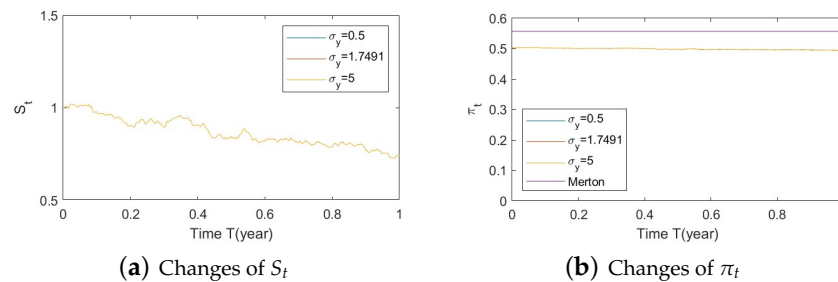 1.5
1
0.5
S_t
σ_y=0.5
σ_y=1.7491
σ_y=5
0 0.2 0.4 0.6 0.8 1
Time T(year)
(a) Changes of S_t
0.6
0.5
0.4
0.3
0.2
0.1
0
π_t
σ_y=0.5
σ_y=1.7491
σ_y=5
Merton
0 0.2 0.4 0.6 0.8
Time T(year)
(b) Changes of π_t